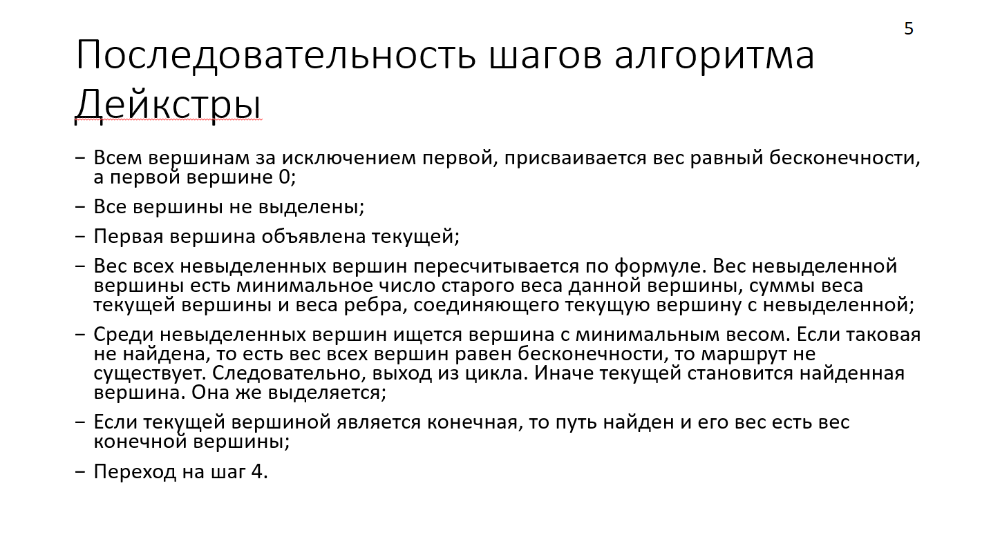 5
Последовательность шагов алгоритма
Дейкстры
− Всем вершинам за исключением первой, присваивается вес равный бесконечности,
а первой вершине 0;
− Все вершины не выделены;
− Первая вершина объявлена текущей;
− Вес всех невыделенных вершин пересчитывается по формуле. Вес невыделенной
вершины есть минимальное число старого веса данной вершины, суммы веса
текущей вершины и веса ребра, соединяющего текущую вершину с невыделенной;
− Среди невыделенных вершин ищется вершина с минимальным весом. Если таковая
не найдена, то есть вес всех вершин равен бесконечности, то маршрут не
существует. Следовательно, выход из цикла. Иначе текущей становится найденная
вершина. Она же выделяется;
− Если текущей вершиной является конечная, то путь найден и его вес есть вес
конечной вершины;
− Переход на шаг 4.